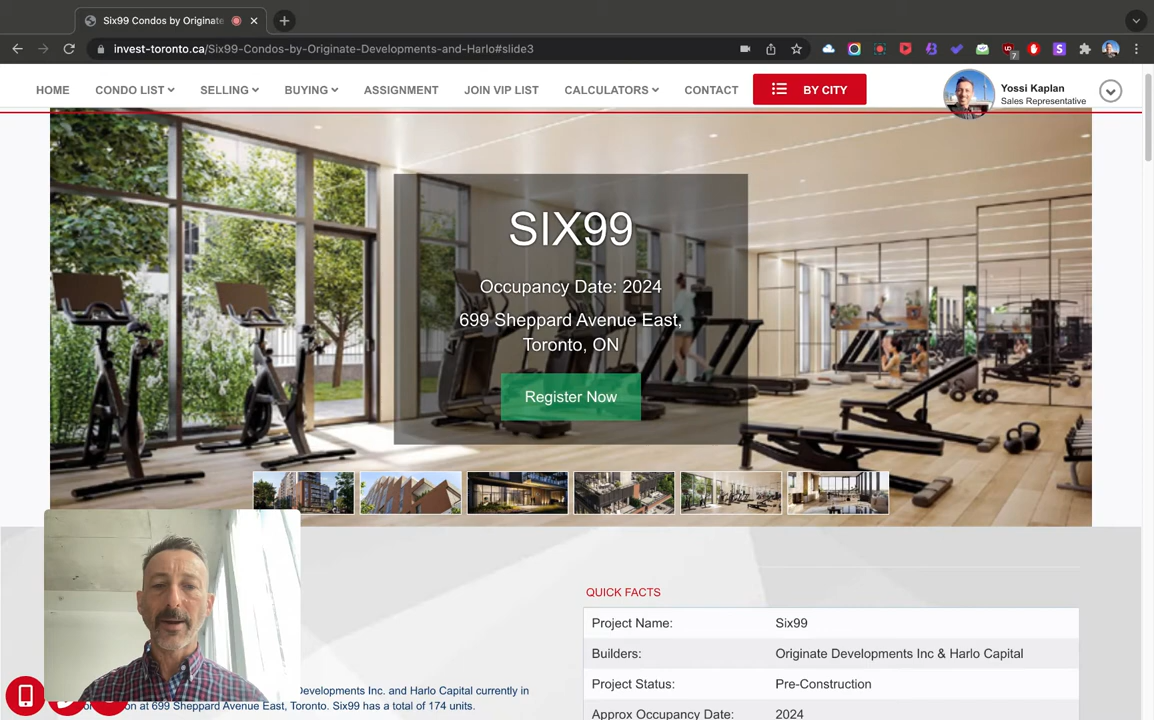 Six99 Condos by Originate
invest-toronto.ca/Six99-Condos-by-Originate-Developments-and-Harlo#slide3
7
HOME
CONDO LIST
SELLING
BUYING
ASSIGNMENT
JOIN VIP LIST
CALCULATORS
CONTACT
BY CITY
Yossi Kaplan
Sales Representative
SIX99
Occupancy Date: 2024
699 Sheppard Avenue East,
Toronto, ON
Register Now
QUICK FACTS
Project Name: Six99
Builders: Originate Developments Inc & Harlo Capital
Project Status: Pre-Construction
Approx Occupancy Date: 2024
Developments Inc. and Harlo Capital currently in
on at 699 Sheppard Avenue East, Toronto. Six99 has a total of 174 units.